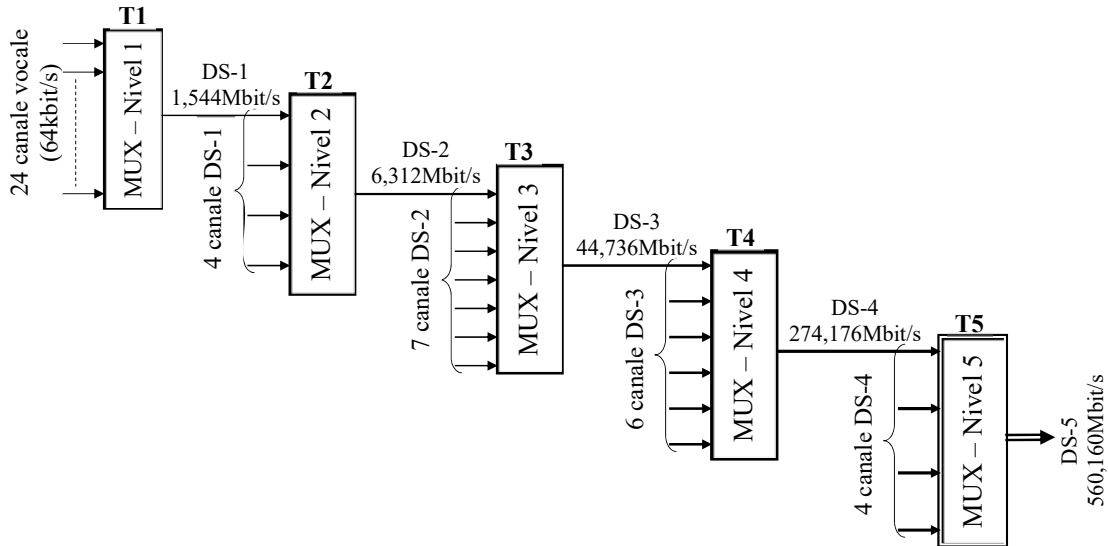 T1
24 canale vocale
(64kbit/s)
MUX – Nivel 1
DS-1
1,544Mbit/s
T2
4 canale DS-1
MUX – Nivel 2
DS-2
6,312Mbit/s
T3
7 canale DS-2
MUX – Nivel 3
DS-3
44,736Mbit/s
T4
6 canale DS-3
MUX – Nivel 4
DS-4
274,176Mbit/s
T5
4 canale DS-4
MUX – Nivel 5
DS-5
560,160Mbit/s